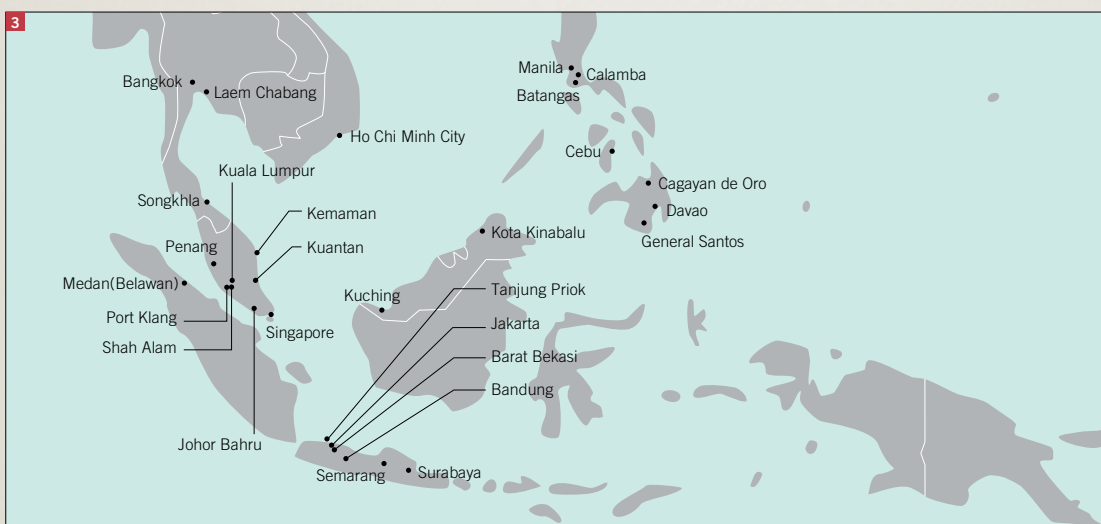 3
Manila
Calamba
Bangkok
Laem Chabang
Batangas
Ho Chi Minh City
Cebu
Kuala Lumpur
Cagayan de Oro
Songkhla
Davao
Kemaman
Kota Kinabalu
General Santos
Penang
Kuantan
Medan(Belawan)
Tanjung Priok
Kuching
Port Klang
Jakarta
Singapore
Shah Alam
Barat Bekasi
Bandung
Johor Bahru
Semarang
Surabaya